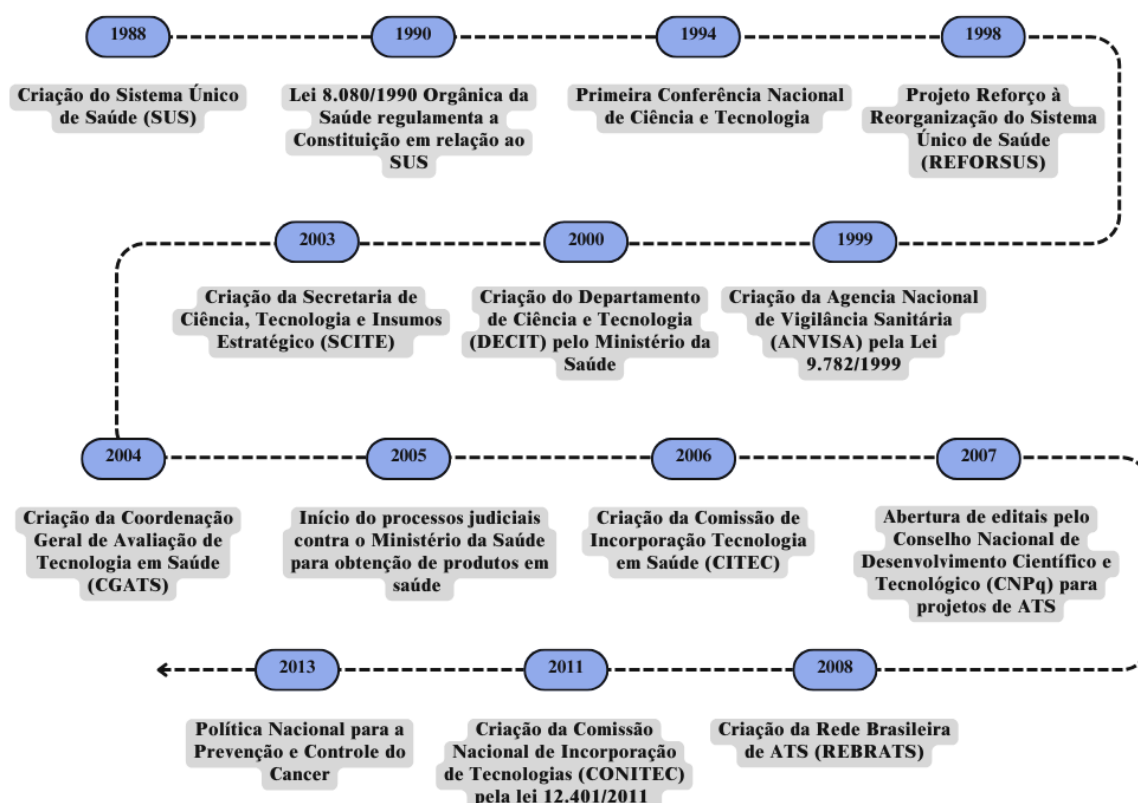 1988
Criação do Sistema Único
de Saúde (SUS)
1990
Lei 8.080/1990 Orgânica da
Saúde regulamenta a
Constituição em relação ao
SUS
1994
Primeira Conferência Nacional
de Ciência e Tecnologia
1998
Projeto Reforço à
Reorganização do Sistema
Único de Saúde
(REFORSUS)
1999
Criação da Agencia Nacional
de Vigilância Sanitária
(ANVISA) pela Lei
9.782/1999
2000
Criação do Departamento
de Ciência e Tecnologia
(DECIT) pelo Ministério da
Saúde
2003
Criação da Secretaria de
Ciência, Tecnologia e Insumos
Estratégico (SCITE)
2004
Criação da Coordenação
Geral de Avaliação de
Tecnologia em Saúde
(CGATS)
2005
Início do processos judiciais
contra o Ministério da Saúde
para obtenção de produtos em
saúde
2006
Criação da Comissão de
Incorporação Tecnologia
em Saúde (CITEC)
2007
Abertura de editais pelo
Conselho Nacional de
Desenvolvimento Científico e
Tecnológico (CNPq) para
projetos de ATS
2008
Criação da Rede Brasileira
de ATS (REBRATS)
2011
Criação da Comissão
Nacional de Incorporação
de Tecnologias (CONITEC)
pela lei 12.401/2011
2013
Política Nacional para a
Prevenção e Controle do
Cancer